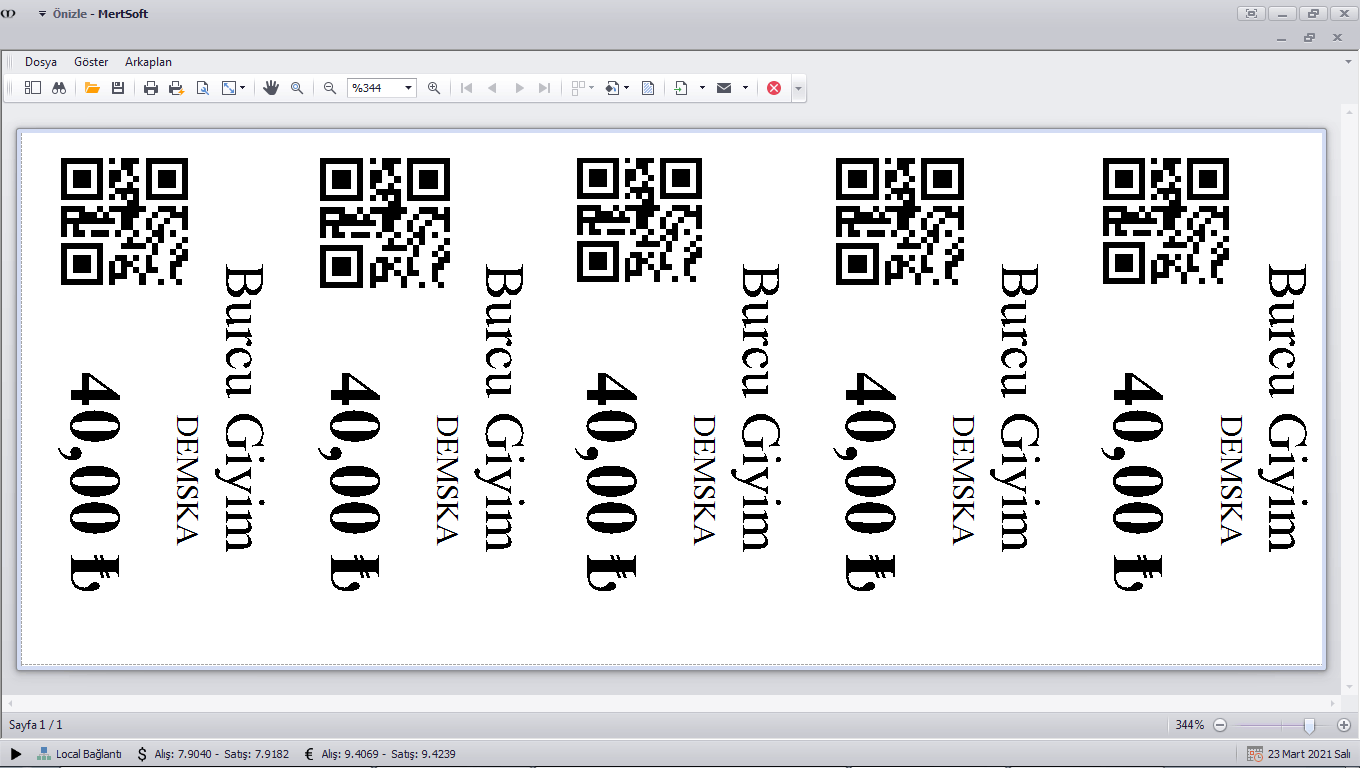 Önizle - MertSoft
Dosya Göster Arkaplan
%344
Burcu Giyim
DEMSKA
40,00 ₺
Burcu Giyim
DEMSKA
40,00 ₺
Burcu Giyim
DEMSKA
40,00 ₺
Burcu Giyim
DEMSKA
40,00 ₺
Burcu Giyim
DEMSKA
40,00 ₺
Sayfa 1 / 1 344%
Local Bağlantı $ Alış: 7.9040 - Satış: 7.9182 € Alış: 9.4069 - Satış: 9.4239 23 Mart 2021 Salı